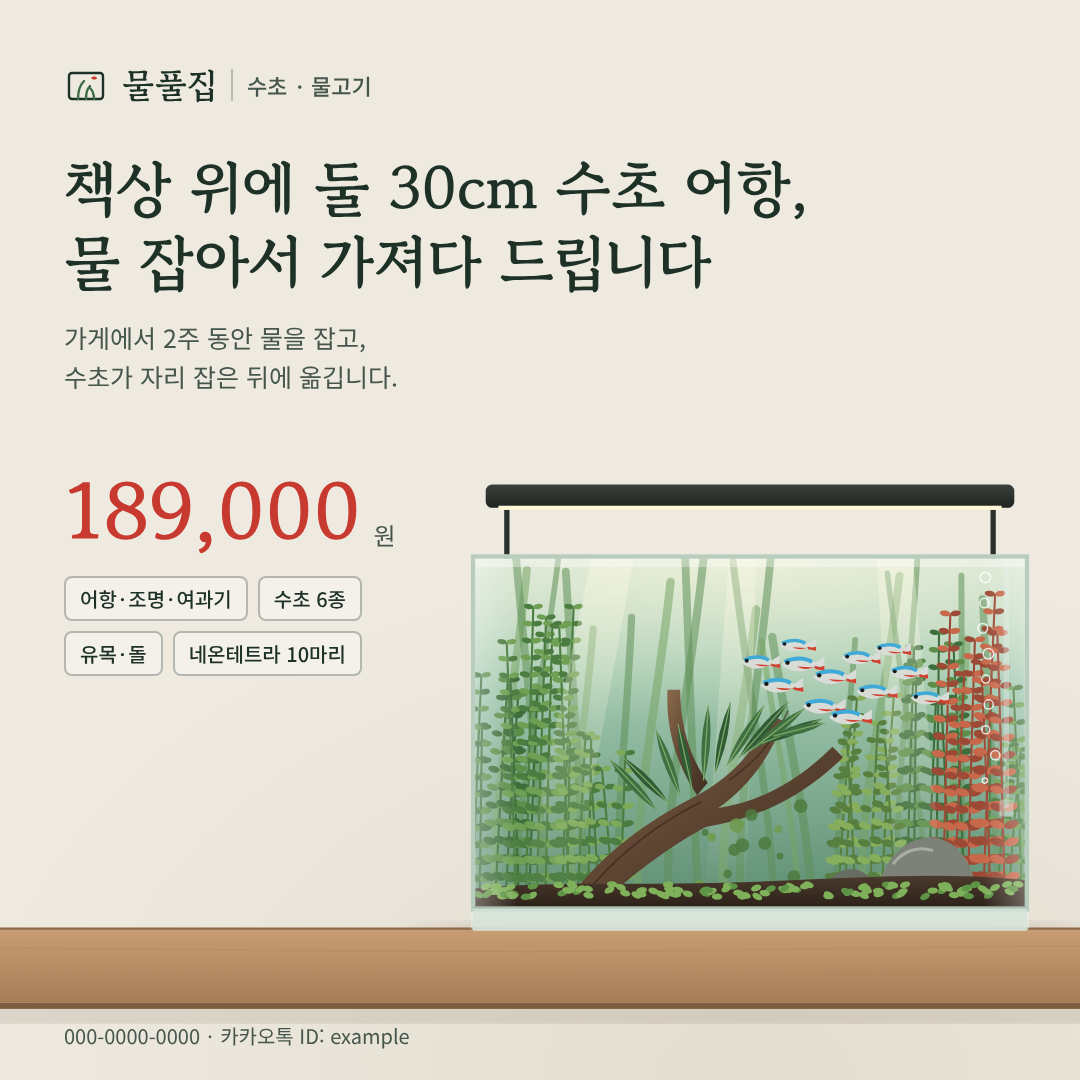 물풀집 수초 · 물고기
책상 위에 둘 30cm 수초 어항,
물 잡아서 가져다 드립니다
가게에서 2주 동안 물을 잡고,
수초가 자리 잡은 뒤에 옮깁니다.
189,000 원
어항·조명·여과기 수초 6종
유목·돌 네온테트라 10마리
000-0000-0000 · 카카오톡 ID: example